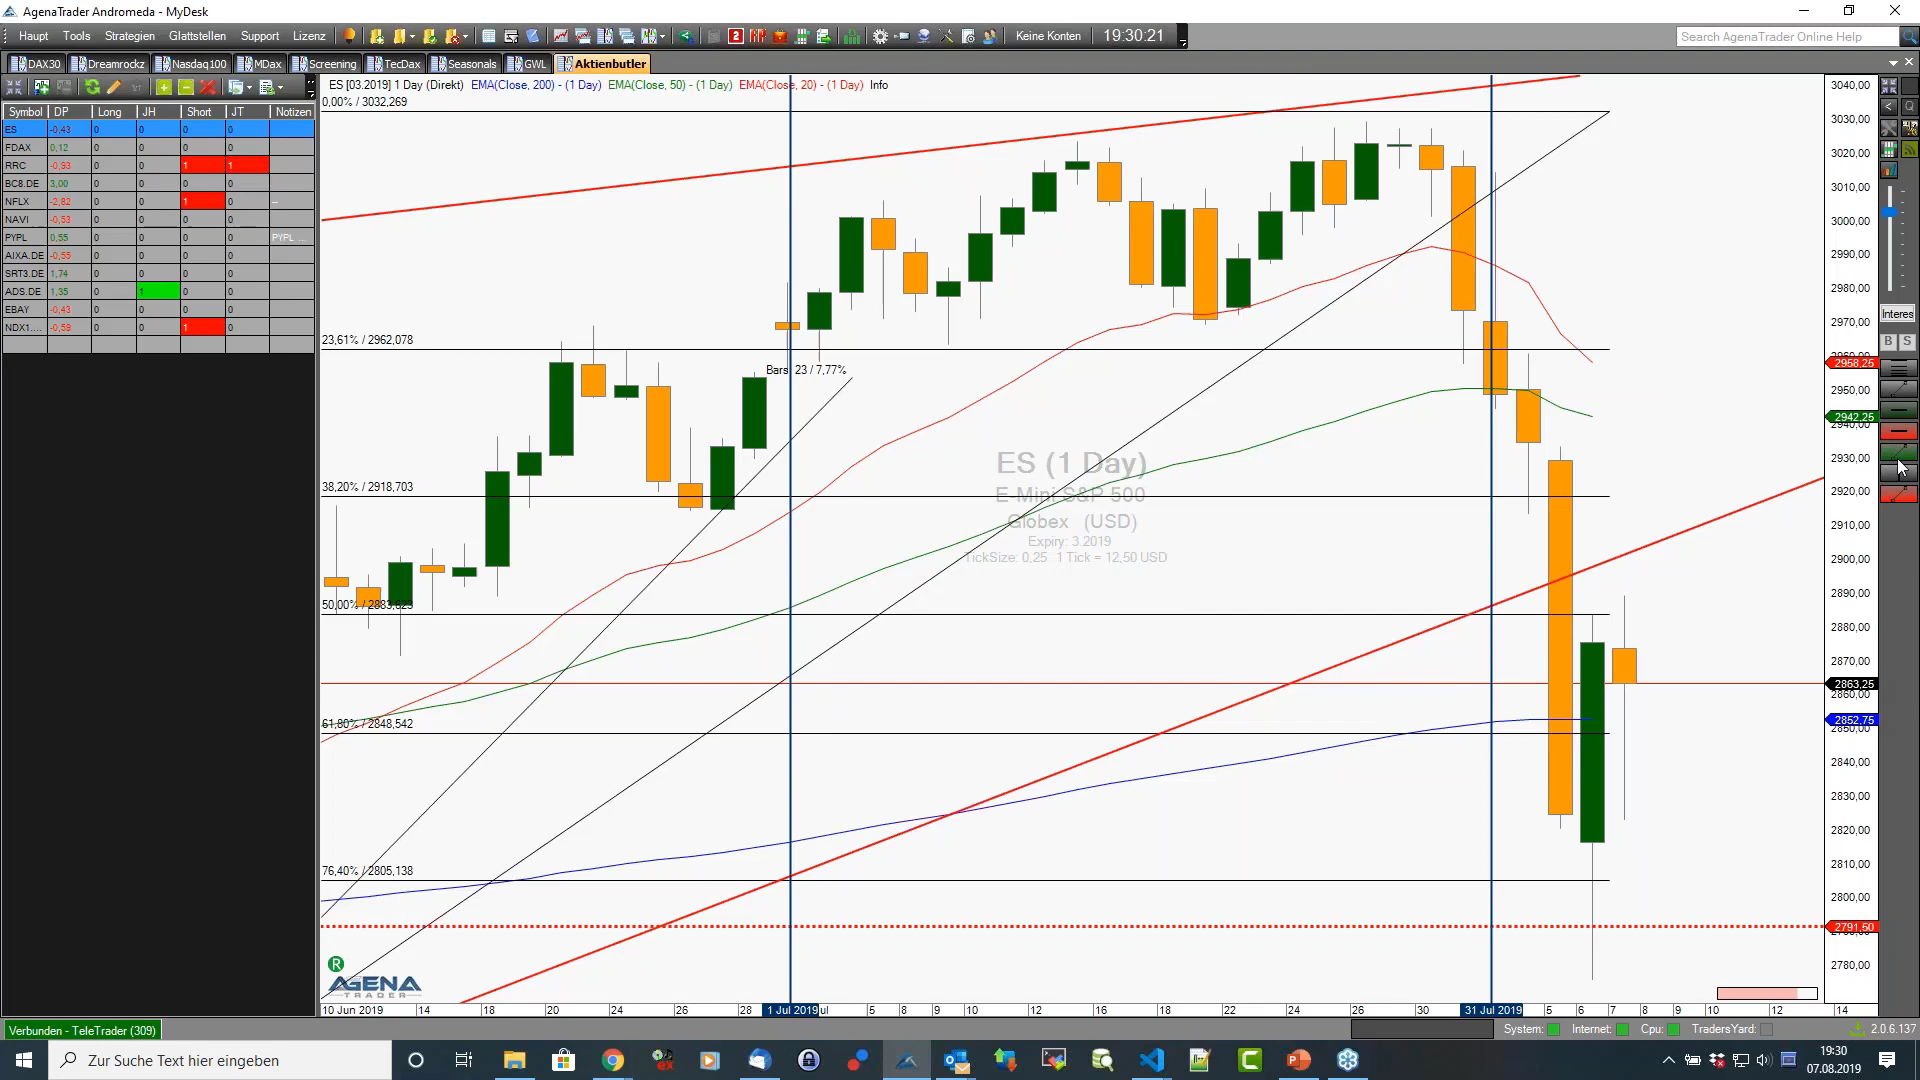 AgenaTrader Andromeda - MyDesk
Haupt Tools Strategien Glattstellen Support Lizenz 2 Keine Konten 19:30:21 Search AgenaTrader Online Help
DAX30 Dreamrockz Nasdaq100 MDax Screening TecDax Seasonals GWL Aktienbutler
Symbol DP Long JH Short JT Notizen
ES -0,43 0 0 0 0
FDAX 0,12 0 0 0 0
RRC -0,93 0 0 1 1
BC8.DE 3,00 0 0 0 0
NFLX -2,82 0 0 1 0 --
NAVI -0,53 0 0 0 0
PYPL 0,55 0 0 0 0 PYPL ...
AIXA.DE -0,55 0 0 0 0
SRT3.DE 1,74 0 0 0 0
ADS.DE 1,35 0 1 0 0
EBAY -0,43 0 0 0 0
NDX1.... -0,59 0 0 1 0
ES [03.2019] 1 Day (Direkt) EMA(Close, 200) - (1 Day) EMA(Close, 50) - (1 Day) EMA(Close, 20) - (1 Day) Info
0,00% / 3032,269
23,61% / 2962,078
Bars: 23 / 7,77%
38,20% / 2918,703
50,00% / 2883,623
61,80% / 2848,542
76,40% / 2805,138
ES (1 Day)
E-Mini S&P 500
Globex (USD)
Expiry: 3.2019
TickSize: 0,25 1 Tick = 12,50 USD
3040,00
3030,00
3020,00
3010,00
3000,00
2990,00
2980,00
2970,00
2960,00
2958,25
2950,00
2942,25
2940,00
2930,00
2920,00
2910,00
2900,00
2890,00
2880,00
2870,00
2863,25
2860,00
2852,75
2850,00
2840,00
2830,00
2820,00
2810,00
2800,00
2791,50
2780,00
Interes
B S
R
AGENA
TRADER
10 Jun 2019 14 18 20 24 26 28 1 Jul 2019 ul 5 8 10 12 16 18 22 24 26 30 31 Jul 2019 5 6 7 8 9 10 12 14
Verbunden - TeleTrader (309) System: Internet: Cpu: TradersYard: 2.0.6.137
Zur Suche Text hier eingeben
19:30
07.08.2019